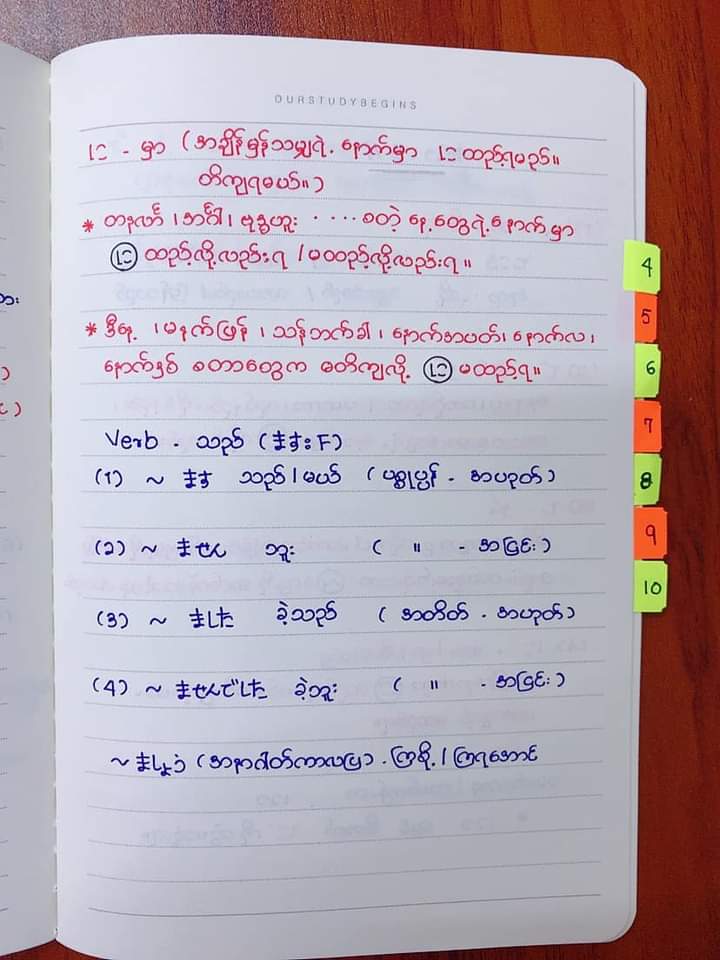 OURSTUDYBEGINS
に - မှာ (အချိန်မှန်သမျှရဲ့ နောက်မှာ に ထည့်ရမည်။
တိကျရမယ်။)
* တနင်္လာ၊ အင်္ဂါ၊ ဗုဒ္ဓဟူး ···· စတဲ့ နေ့တွေရဲ့ နောက်မှာ
に ထည့်လို့လည်းရ / မထည့်လို့လည်းရ။
* ဒီနေ့ ၊ မနက်ဖြန် ၊ သန်ဘက်ခါ ၊ နောက်အပတ်၊ နောက်လ ၊
နောက်နှစ် စတာတွေက မတိကျလို့ に မထည့်ရ။
Verb - သည် (ます: F)
(1) ~ ます သည် / မယ် (ပစ္စုပ္ပန် - အဟုတ်)
(၁) ~ ません ဘူး ( " - အငြင်း)
(၃) ~ ました ခဲ့သည် (အတိတ် - အဟုတ်)
(4) ~ ませんでした ခဲ့ဘူး ( " - အငြင်း)
~ ましょう (အနာဂါတ်ကာလပြ) - ကြစို့ / ကြရအောင်
4
5
6
7
8
9
10